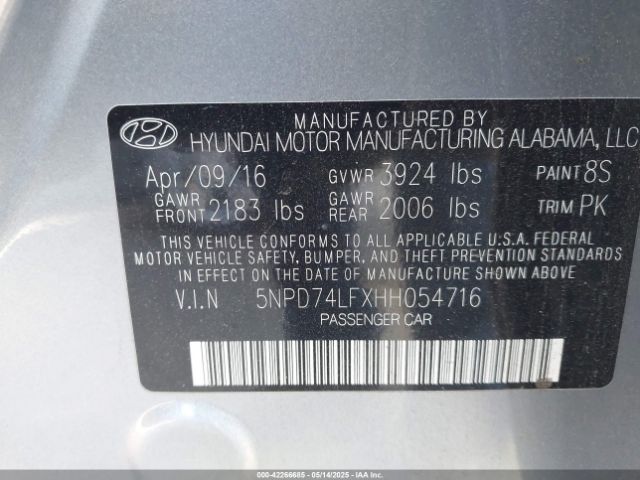 MANUFACTURED BY
HYUNDAI MOTOR MANUFACTURING ALABAMA, LLC
Apr/09/16 GVWR 3924 lbs PAINT 8S
GAWR FRONT 2183 lbs GAWR REAR 2006 lbs TRIM PK
THIS VEHICLE CONFORMS TO ALL APPLICABLE U.S.A. FEDERAL
MOTOR VEHICLE SAFETY, BUMPER, AND THEFT PREVENTION STANDARDS
IN EFFECT ON THE DATE OF MANUFACTURE SHOWN ABOVE
V.I.N 5NPD74LFXHH054716
PASSENGER CAR
000-42266685 - 05/14/2025 - IAAI.COM